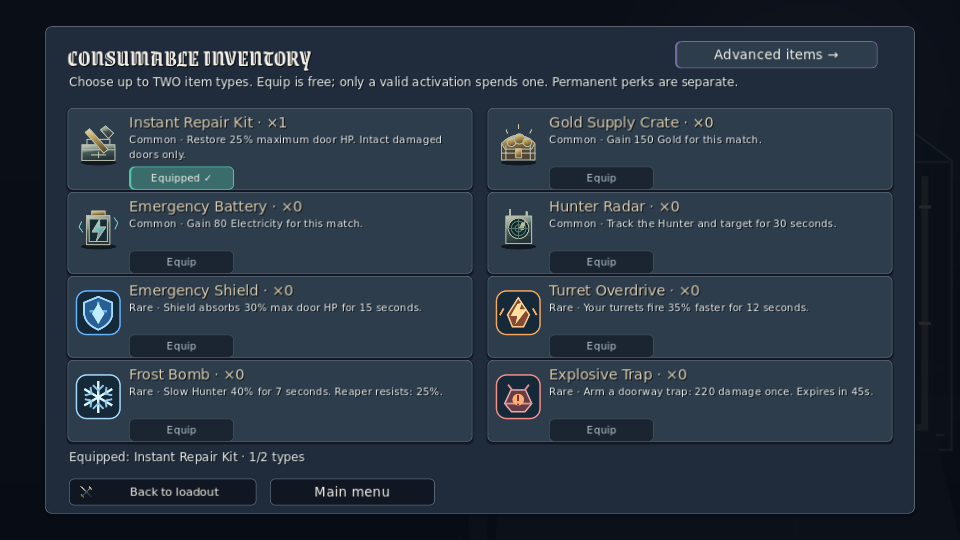 CONSUMABLE INVENTORY
Advanced items →
Choose up to TWO item types. Equip is free; only a valid activation spends one. Permanent perks are separate.
Instant Repair Kit · ×1
Common · Restore 25% maximum door HP. Intact damaged
doors only.
Equipped ✓
Gold Supply Crate · ×0
Common · Gain 150 Gold for this match.
Equip
Emergency Battery · ×0
Common · Gain 80 Electricity for this match.
Equip
Hunter Radar · ×0
Common · Track the Hunter and target for 30 seconds.
Equip
Emergency Shield · ×0
Rare · Shield absorbs 30% max door HP for 15 seconds.
Equip
Turret Overdrive · ×0
Rare · Your turrets fire 35% faster for 12 seconds.
Equip
Frost Bomb · ×0
Rare · Slow Hunter 40% for 7 seconds. Reaper resists: 25%.
Equip
Explosive Trap · ×0
Rare · Arm a doorway trap: 220 damage once. Expires in 45s.
Equip
Equipped: Instant Repair Kit · 1/2 types
Back to loadout
Main menu